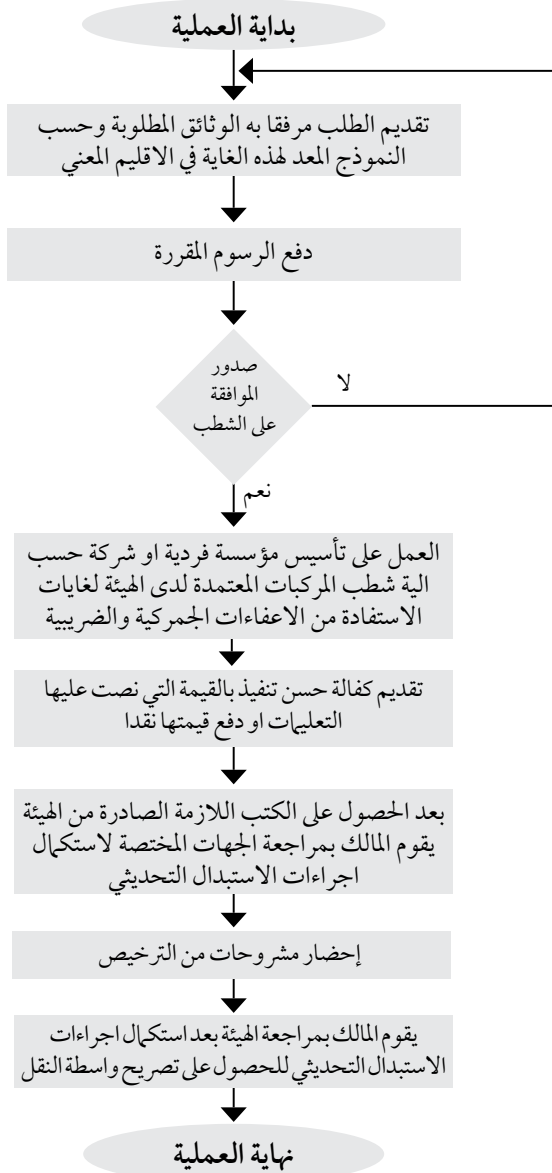 بداية العملية
تقديم الطلب مرفقا به الوثائق المطلوبة وحسب
النموذج المعد لهذه الغاية في الاقليم المعني
دفع الرسوم المقررة
صدور
الموافقة
على الشطب
لا
نعم
العمل على تأسيس مؤسسة فردية او شركة حسب
الية شطب المركبات المعتمدة لدى الهيئة لغايات
الاستفادة من الاعفاءات الجمركية والضريبية
تقديم كفالة حسن تنفيذ بالقيمة التي نصت عليها
التعليمات او دفع قيمتها نقدا
بعد الحصول على الكتب اللازمة الصادرة من الهيئة
يقوم المالك بمراجعة الجهات المختصة لاستكمال
اجراءات الاستبدال التحديثي
إحضار مشروحات من الترخيص
يقوم المالك بمراجعة الهيئة بعد استكمال اجراءات
الاستبدال التحديثي للحصول على تصريح واسطة النقل
نهاية العملية